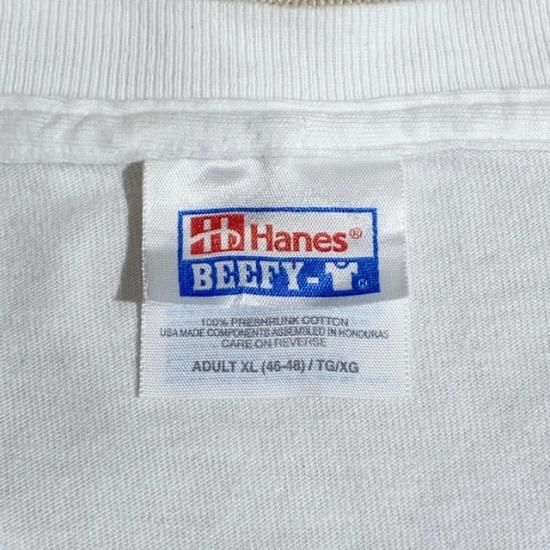 Hanes®
BEEFY-T®
100% PRESHRUNK COTTON
USA MADE COMPONENTS ASSEMBLED IN HONDURAS
CARE ON REVERSE
ADULT XL (46-48) / TG/XG